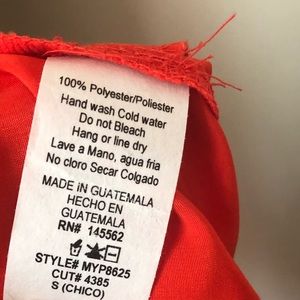 100% Polyester/Poliester
Hand wash Cold water
Do not Bleach
Hang or line dry
Lave a Mano, agua fria
No cloro Secar Colgado
MADE IN GUATEMALA
HECHO EN
GUATEMALA
RN# 145562
STYLE# MYP8625
CUT# 4385
S (CHICO)